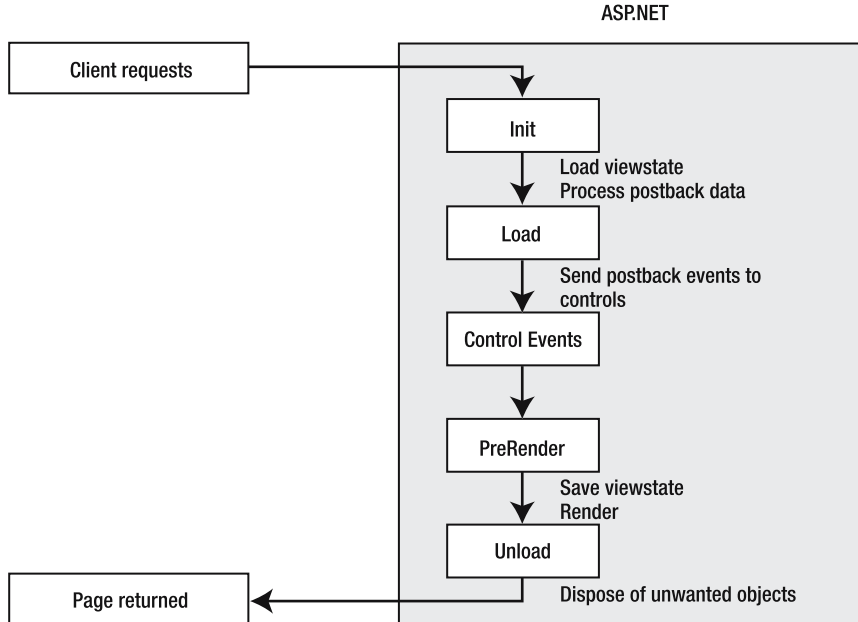 ASP.NET
Client requests
Init
Load viewstate
Process postback data
Load
Send postback events to
controls
Control Events
PreRender
Save viewstate
Render
Unload
Dispose of unwanted objects
Page returned